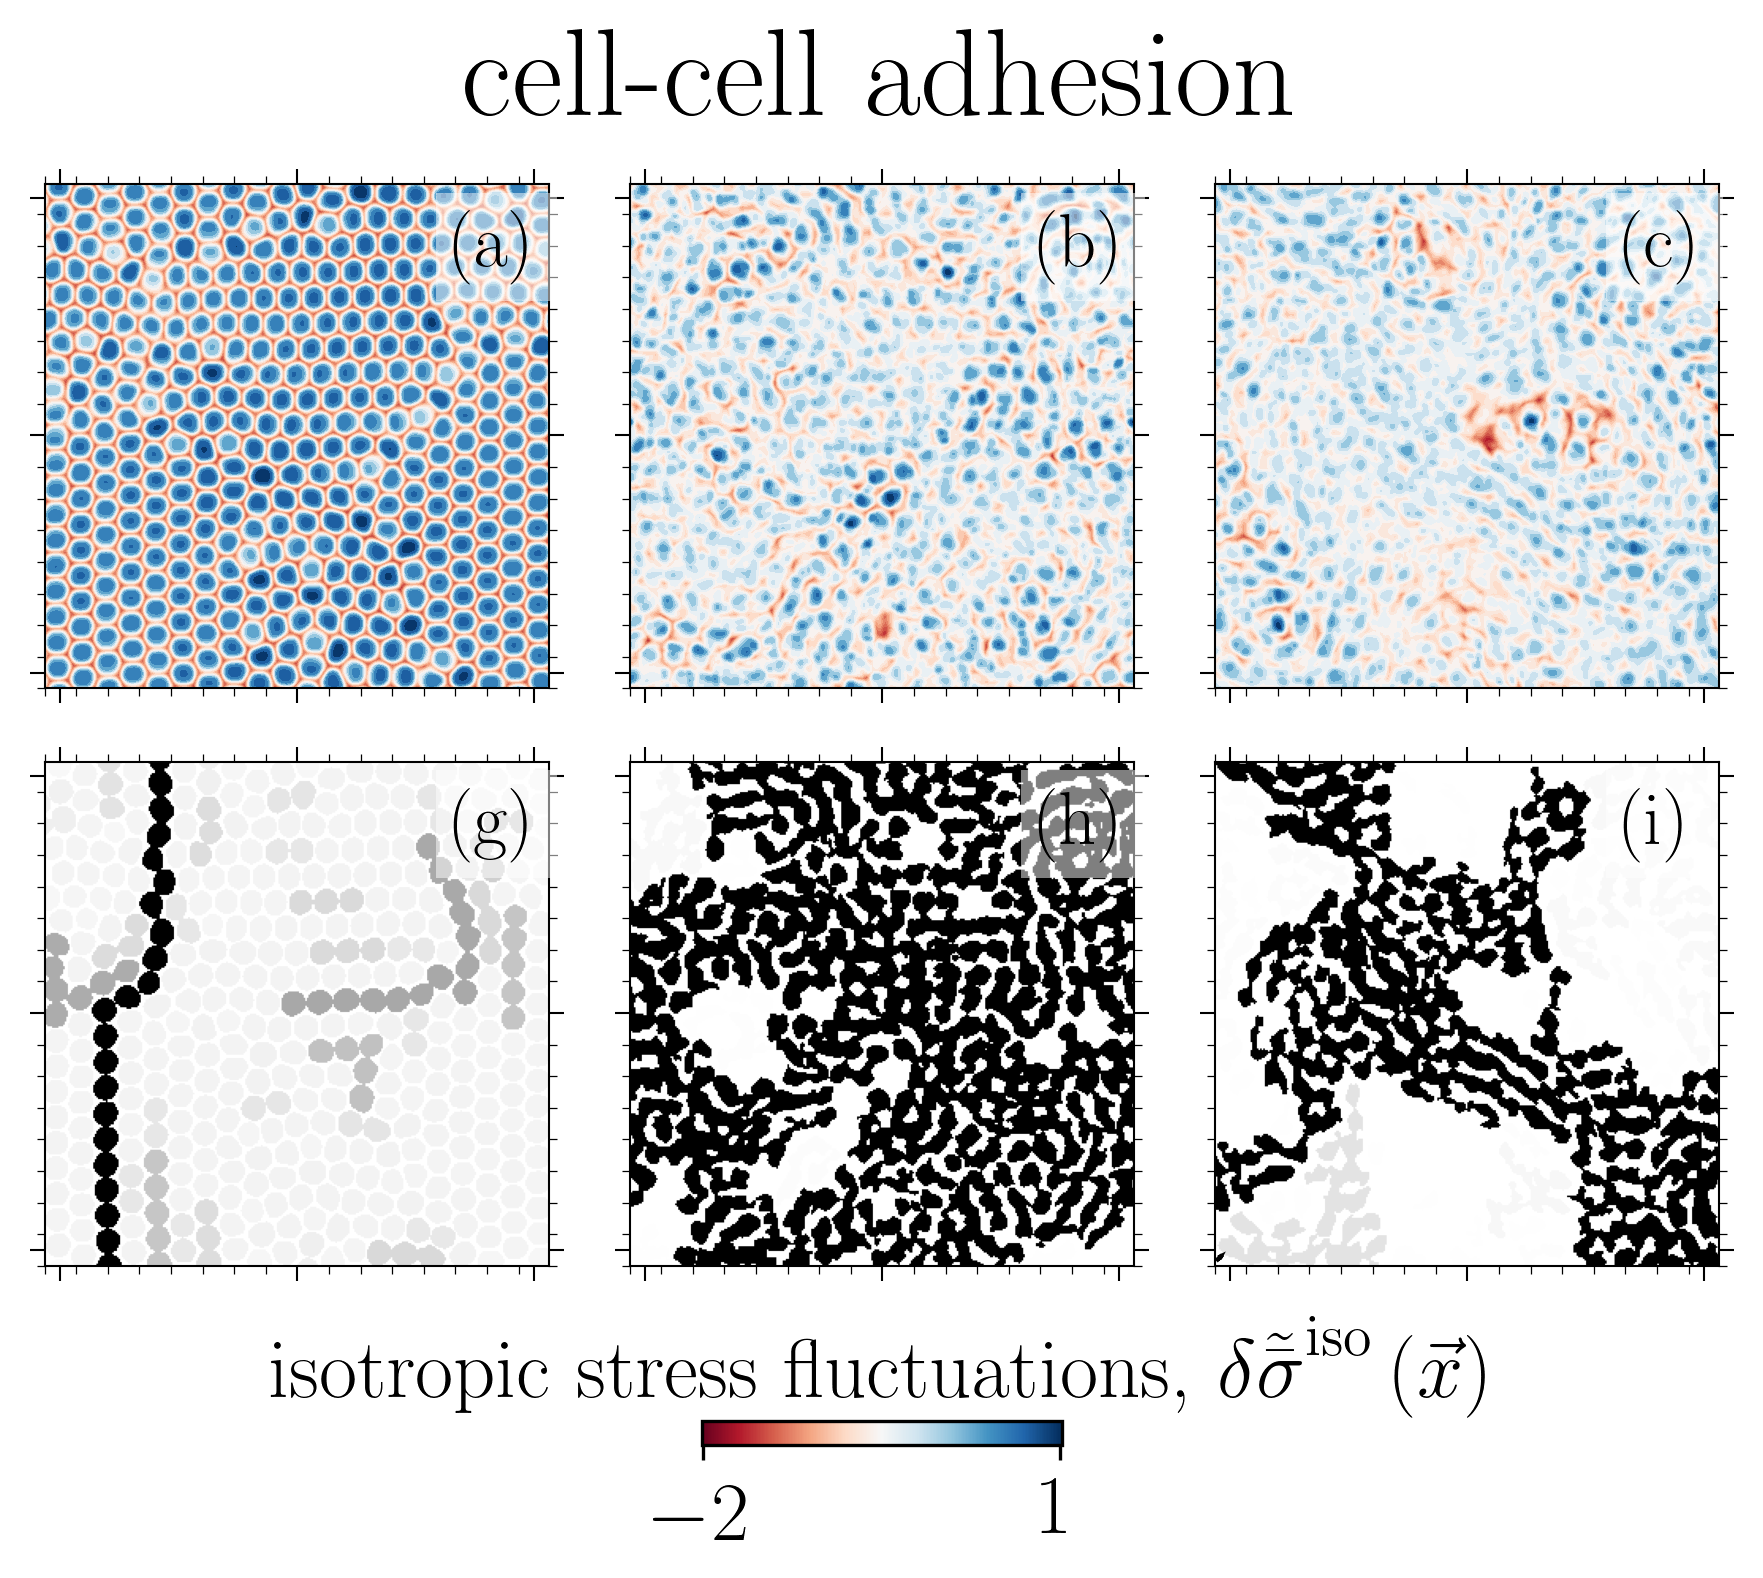 cell-cell adhesion
(a) (b) (c)
(g) (h) (i)
isotropic stress fluctuations, δσ̄̃^iso (x⃗)
−2 1